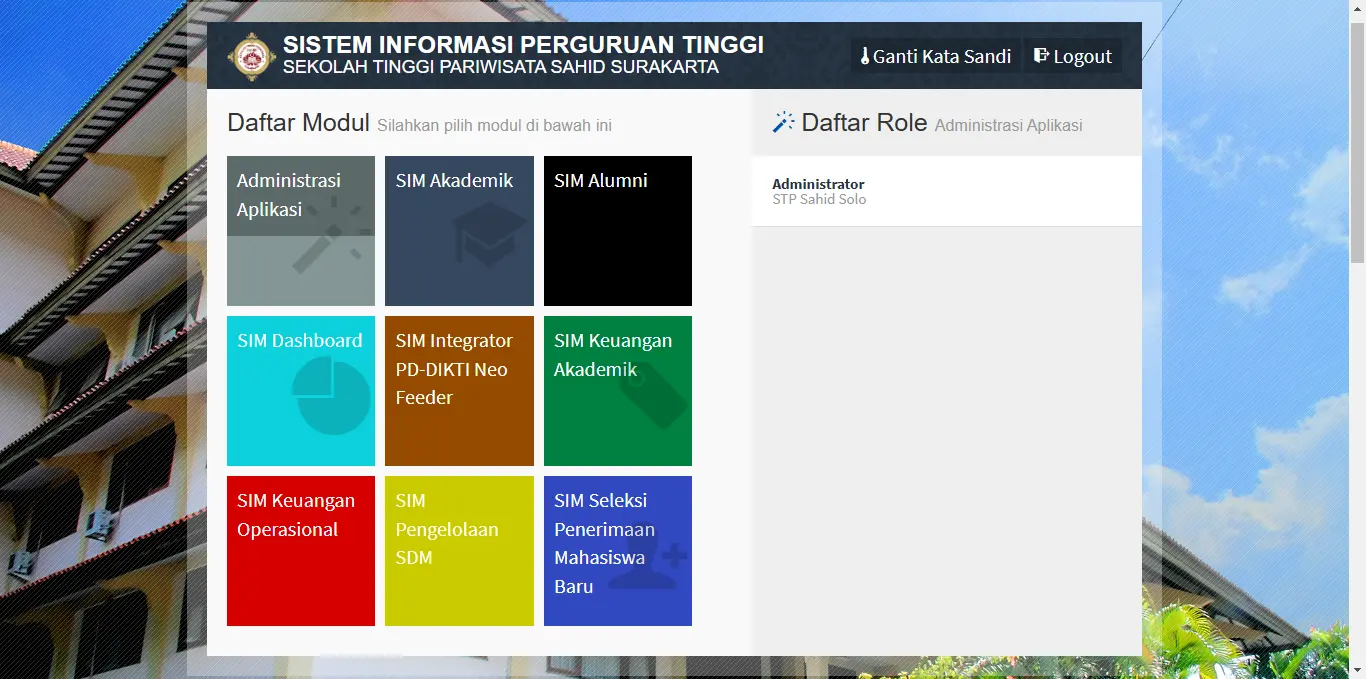 SISTEM INFORMASI PERGURUAN TINGGI
SEKOLAH TINGGI PARIWISATA SAHID SURAKARTA
Ganti Kata Sandi
Logout
Daftar Modul Silahkan pilih modul di bawah ini
Administrasi
Aplikasi
SIM Akademik
SIM Alumni
SIM Dashboard
SIM Integrator
PD-DIKTI Neo
Feeder
SIM Keuangan
Akademik
SIM Keuangan
Operasional
SIM
Pengelolaan
SDM
SIM Seleksi
Penerimaan
Mahasiswa
Baru
Daftar Role Administrasi Aplikasi
Administrator
STP Sahid Solo